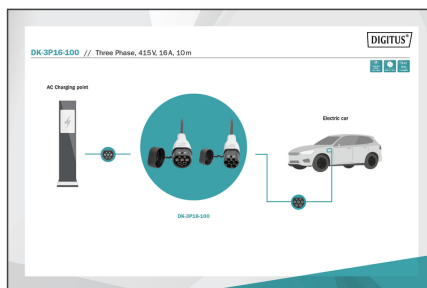 DIGITUS®
DK-3P16-100 // Three Phase, 415V, 16A, 10m
AC Charging point
Electric car
DK-3P16-100